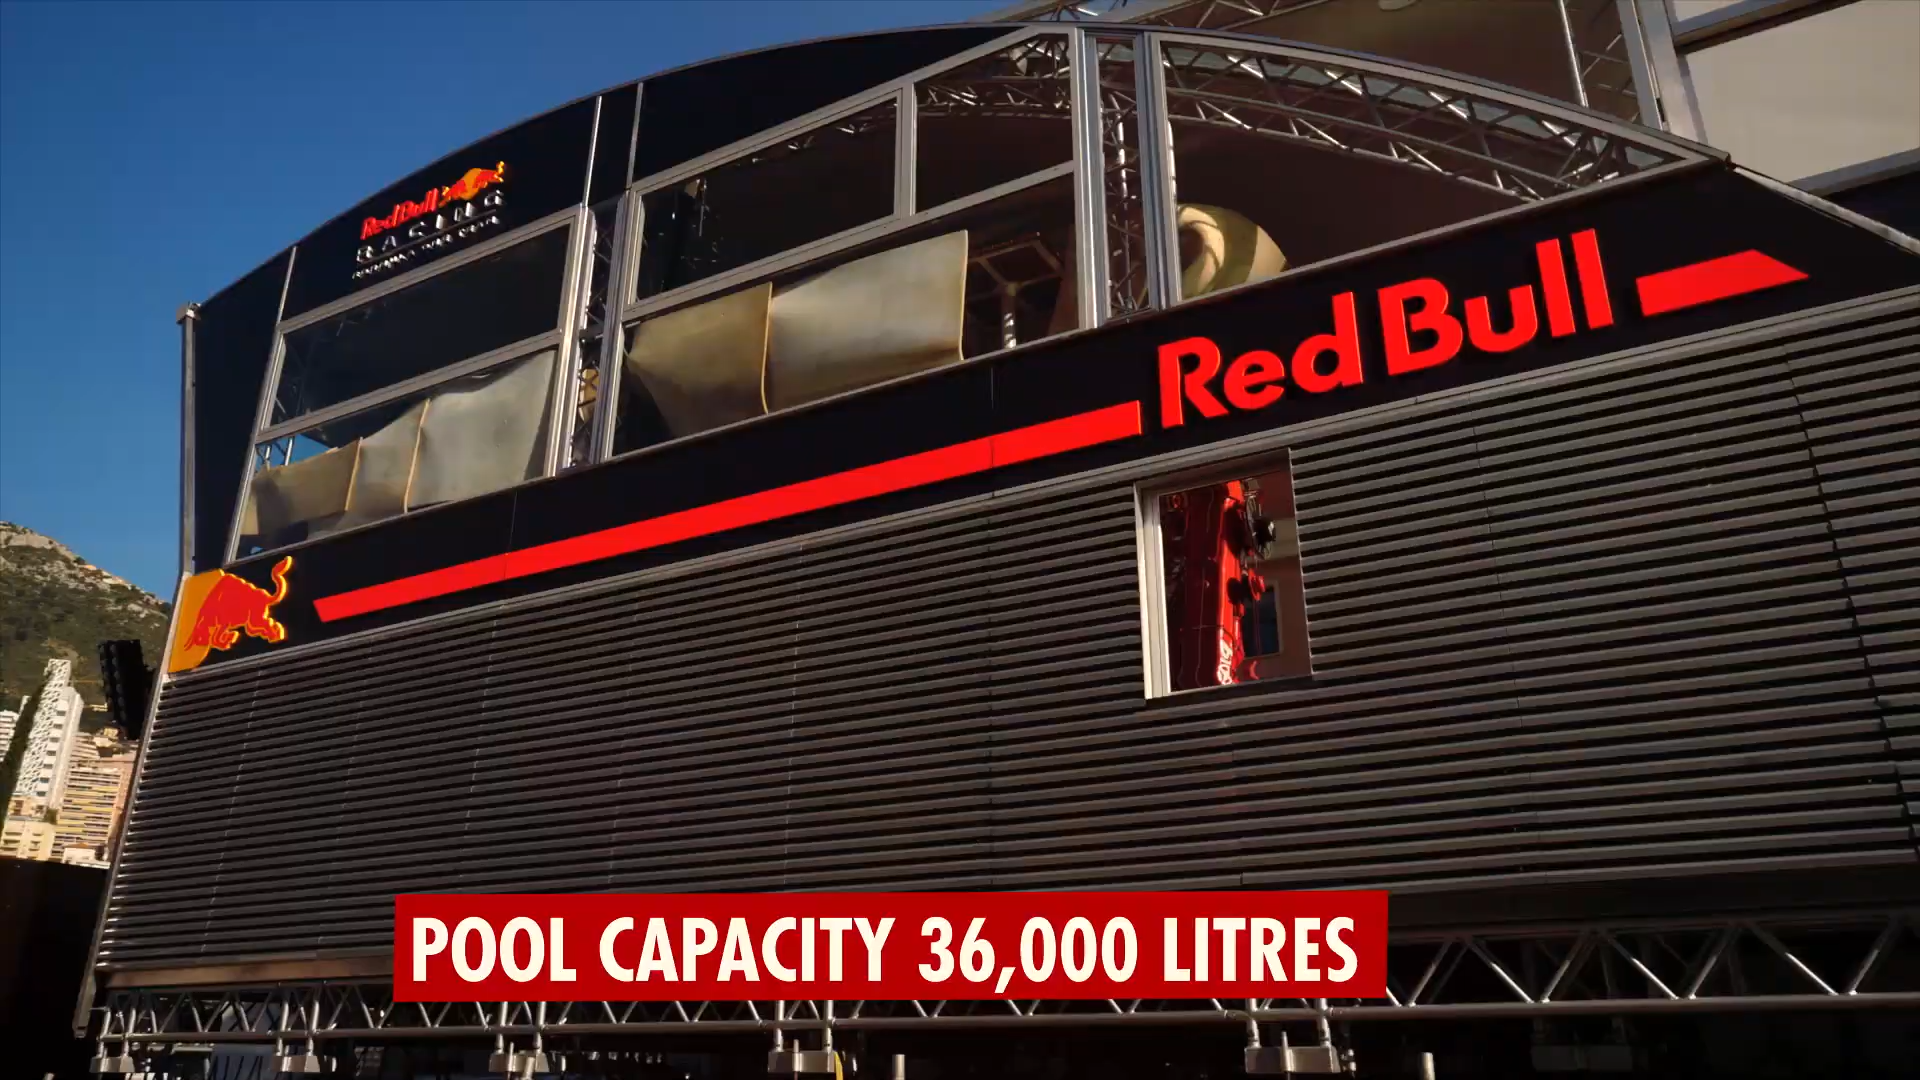 Red Bull
RACING
Red Bull
POOL CAPACITY 36,000 LITRES